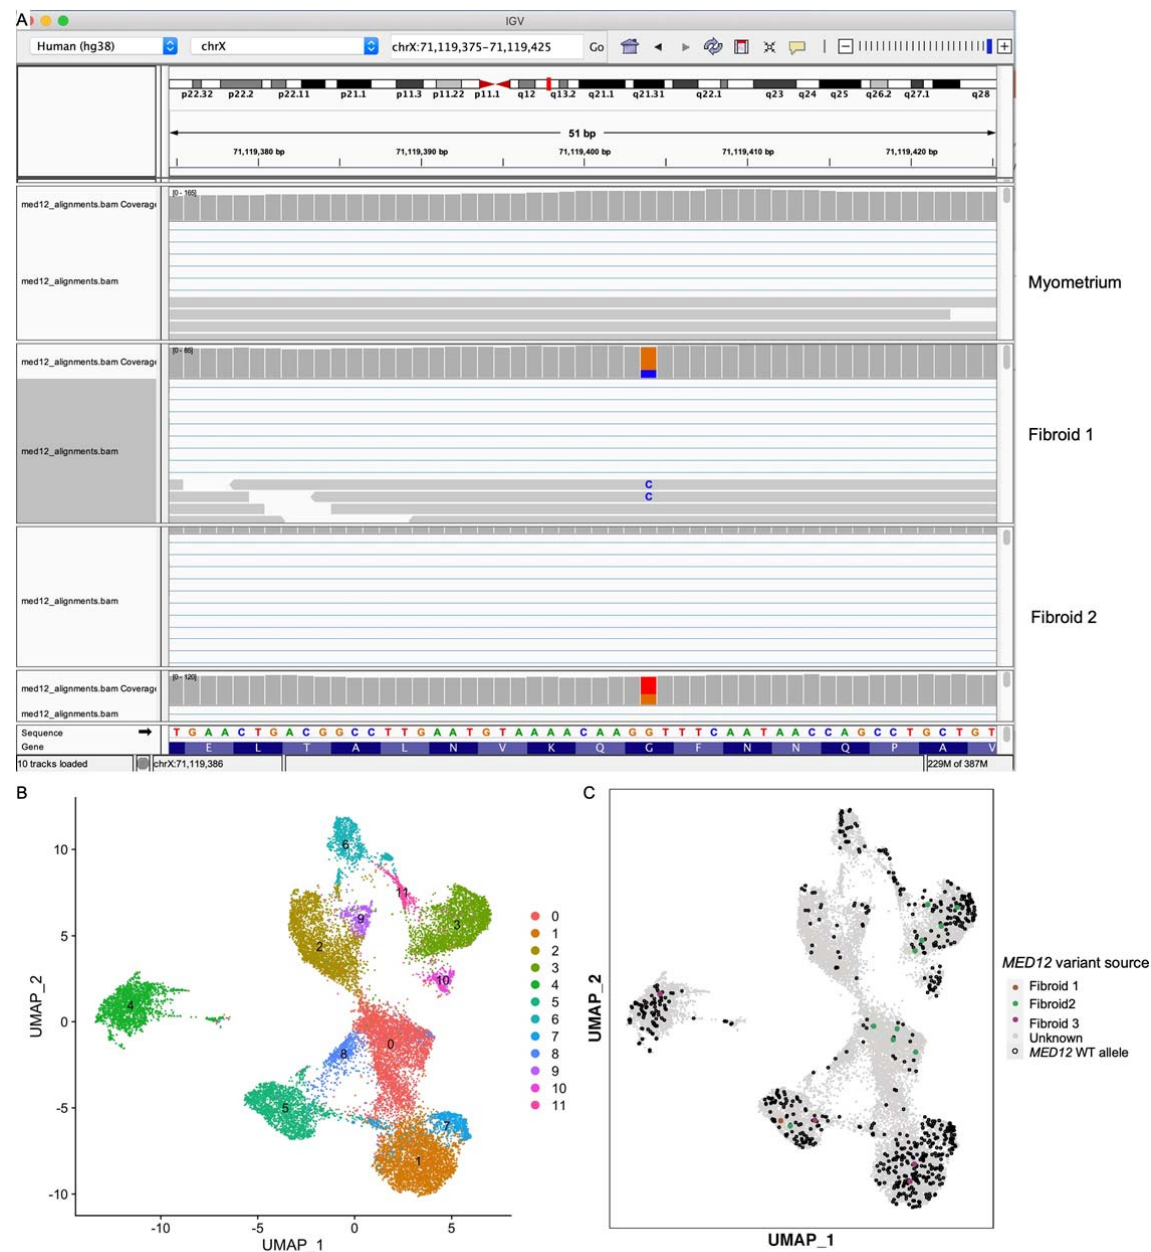 A
IGV
Human (hg38) chrX chrX:71,119,375-71,119,425 Go
p22.32 p22.2 p22.11 p21.1 p11.3 p11.22 p11.1 q12 q13.2 q21.1 q21.31 q22.1 q23 q24 q25 q26.2 q27.1 q28
51 bp
71,119,380 bp 71,119,390 bp 71,119,400 bp 71,119,410 bp 71,119,420 bp
med12_alignments.bam Coverage
[0 - 165]
med12_alignments.bam
Myometrium
med12_alignments.bam Coverage
[0 - 85]
med12_alignments.bam
Fibroid 1
C
C
med12_alignments.bam
Fibroid 2
med12_alignments.bam Coverage
[0 - 120]
med12_alignments.bam
Sequence T G A A C T G A C G G C C T T G A A T G T A A A A C A A G G T T T C A A T A A C C A G C C T G C T G T
Gene E L T A L N V K Q G F N N Q P A V
10 tracks loaded chrX:71,119,386 229M of 387M
B
UMAP_2
10
5
0
-5
-10
-10 -5 0 5
UMAP_1
6
11
9
3
2
10
4
0
8
5
7
1
0
1
2
3
4
5
6
7
8
9
10
11
C
UMAP_2
UMAP_1
MED12 variant source
Fibroid 1
Fibroid2
Fibroid 3
Unknown
MED12 WT allele